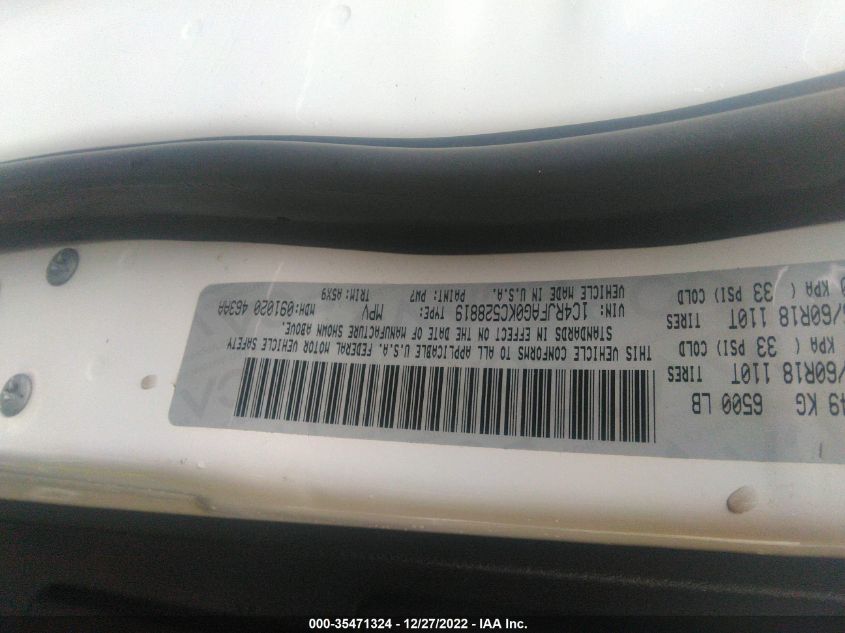 49 KG 6500 LB
/60R18 110T TIRES
KPA ( 33 PSI) COLD
/60R18 110T TIRES
KPA ( 33 PSI) COLD
THIS VEHICLE CONFORMS TO ALL APPLICABLE U.S.A. FEDERAL MOTOR VEHICLE SAFETY
STANDARDS IN EFFECT ON THE DATE OF MANUFACTURE SHOWN ABOVE.
VIN: 1C4RJFAG0KC528819 TYPE: MPV MDH:091020 463AA
VEHICLE MADE IN U.S.A. PAINT: PW7 TRIM:A5X9
000-35471324 - 12/27/2022 - IAA Inc.